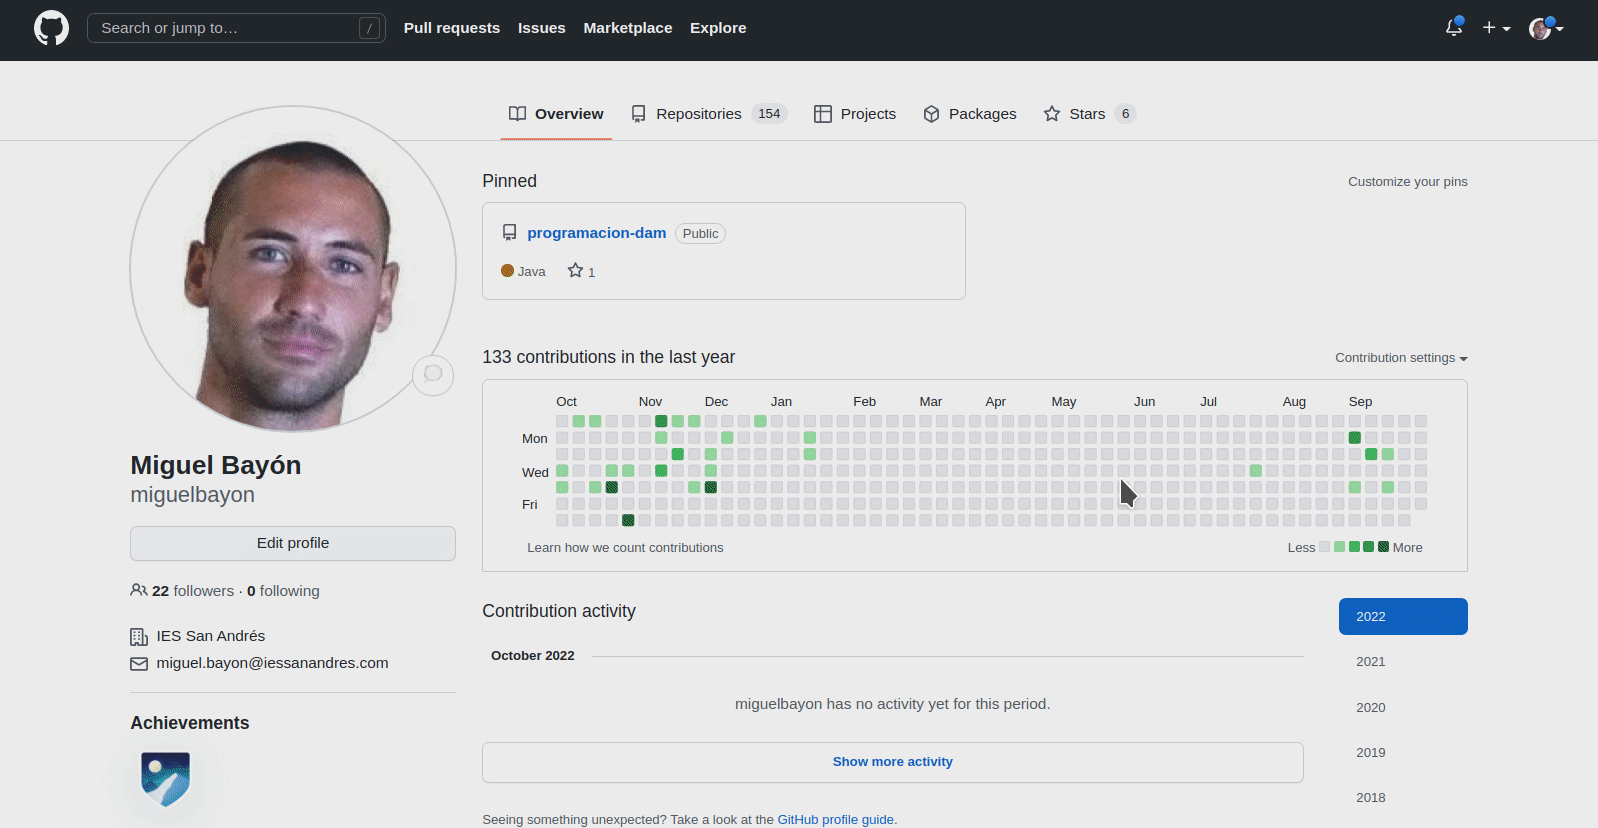 Search or jump to… /
Pull requests Issues Marketplace Explore
Overview Repositories 154 Projects Packages Stars 6
Pinned Customize your pins
programacion-dam Public
Java 1
133 contributions in the last year Contribution settings
Oct Nov Dec Jan Feb Mar Apr May Jun Jul Aug Sep
Mon
Wed
Fri
Learn how we count contributions Less More
Miguel Bayón
miguelbayon
Edit profile
22 followers · 0 following
IES San Andrés
miguel.bayon@iessanandres.com
Achievements
Contribution activity
October 2022
miguelbayon has no activity yet for this period.
Show more activity
Seeing something unexpected? Take a look at the GitHub profile guide.
2022
2021
2020
2019
2018